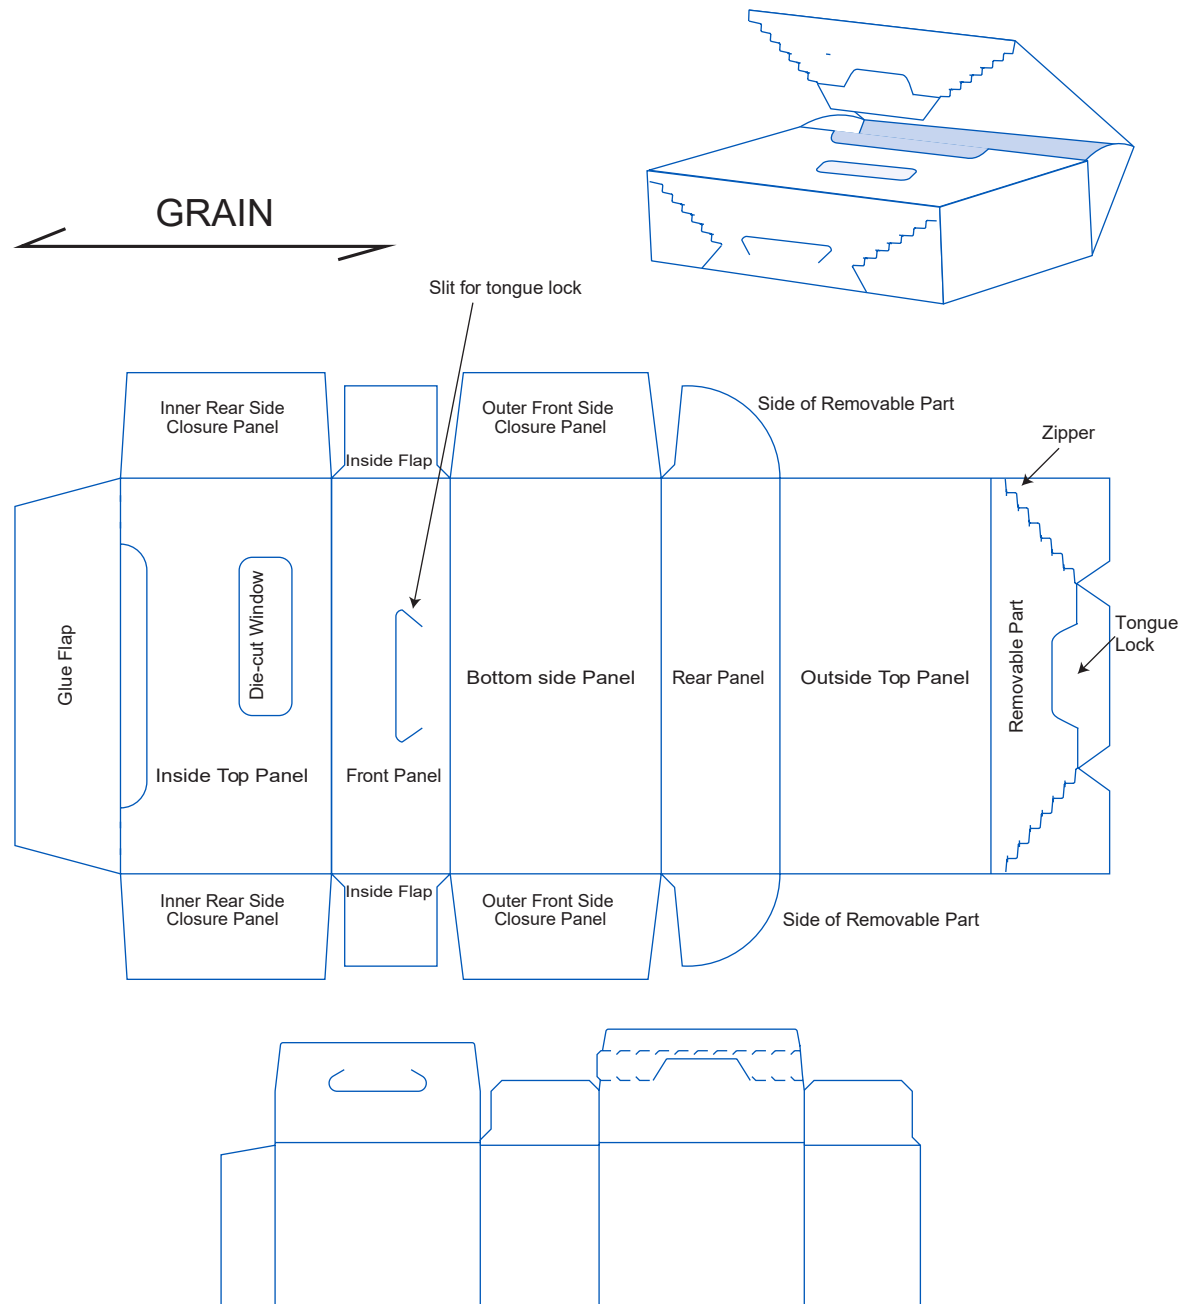 GRAIN
Slit for tongue lock
Inner Rear Side
Closure Panel
Inside Flap
Outer Front Side
Closure Panel
Side of Removable Part
Zipper
Glue Flap
Die-cut Window
Inside Top Panel
Front Panel
Bottom side Panel
Rear Panel
Outside Top Panel
Removable Part
Tongue
Lock
Inner Rear Side
Closure Panel
Inside Flap
Outer Front Side
Closure Panel
Side of Removable Part